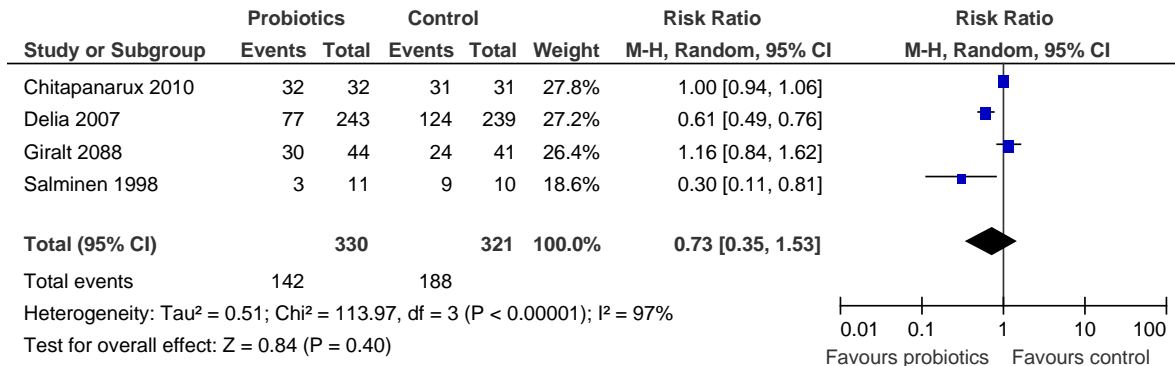 Probiotics Control Risk Ratio Risk Ratio
Study or Subgroup Events Total Events Total Weight M-H, Random, 95% CI M-H, Random, 95% CI
Chitapanarux 2010 32 32 31 31 27.8% 1.00 [0.94, 1.06]
Delia 2007 77 243 124 239 27.2% 0.61 [0.49, 0.76]
Giralt 2088 30 44 24 41 26.4% 1.16 [0.84, 1.62]
Salminen 1998 3 11 9 10 18.6% 0.30 [0.11, 0.81]
Total (95% CI) 330 321 100.0% 0.73 [0.35, 1.53]
Total events 142 188
Heterogeneity: Tau² = 0.51; Chi² = 113.97, df = 3 (P < 0.00001); I² = 97%
Test for overall effect: Z = 0.84 (P = 0.40)
0.01 0.1 1 10 100
Favours probiotics Favours control